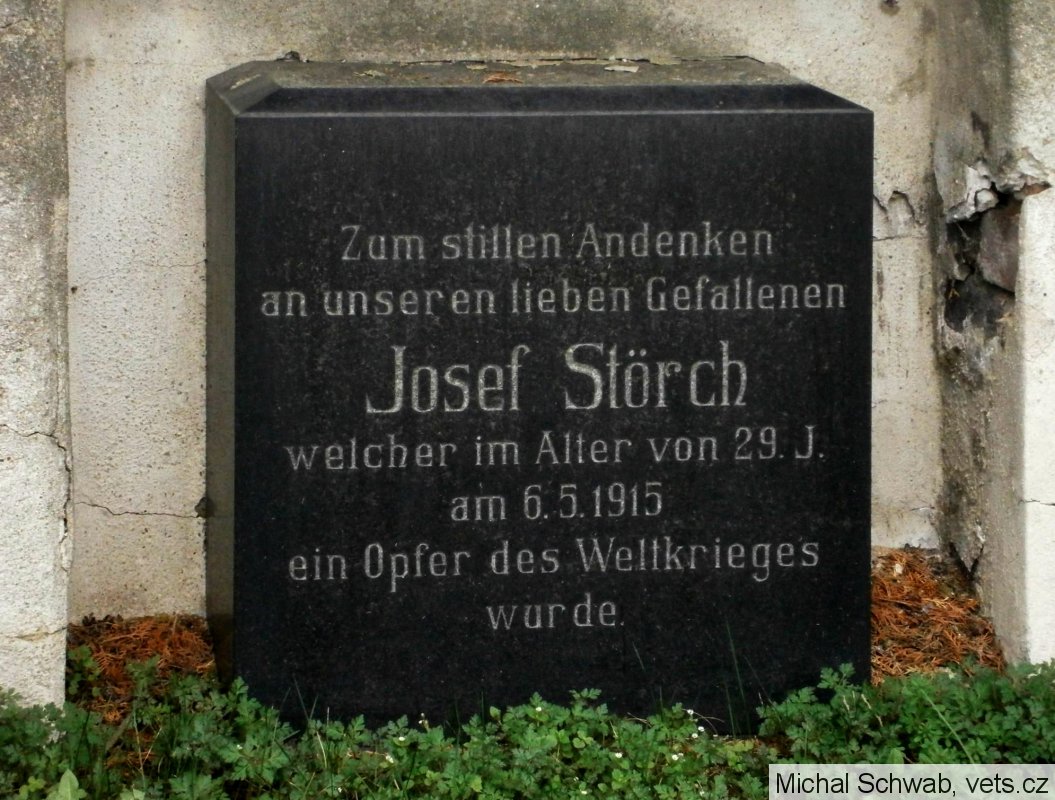 Zum stillen Andenken
an unseren lieben Gefallenen
Josef Störch
welcher im Alter von 29. J.
am 6.5.1915
ein Opfer des Weltkrieges
wurde.
Michal Schwab, vets.cz